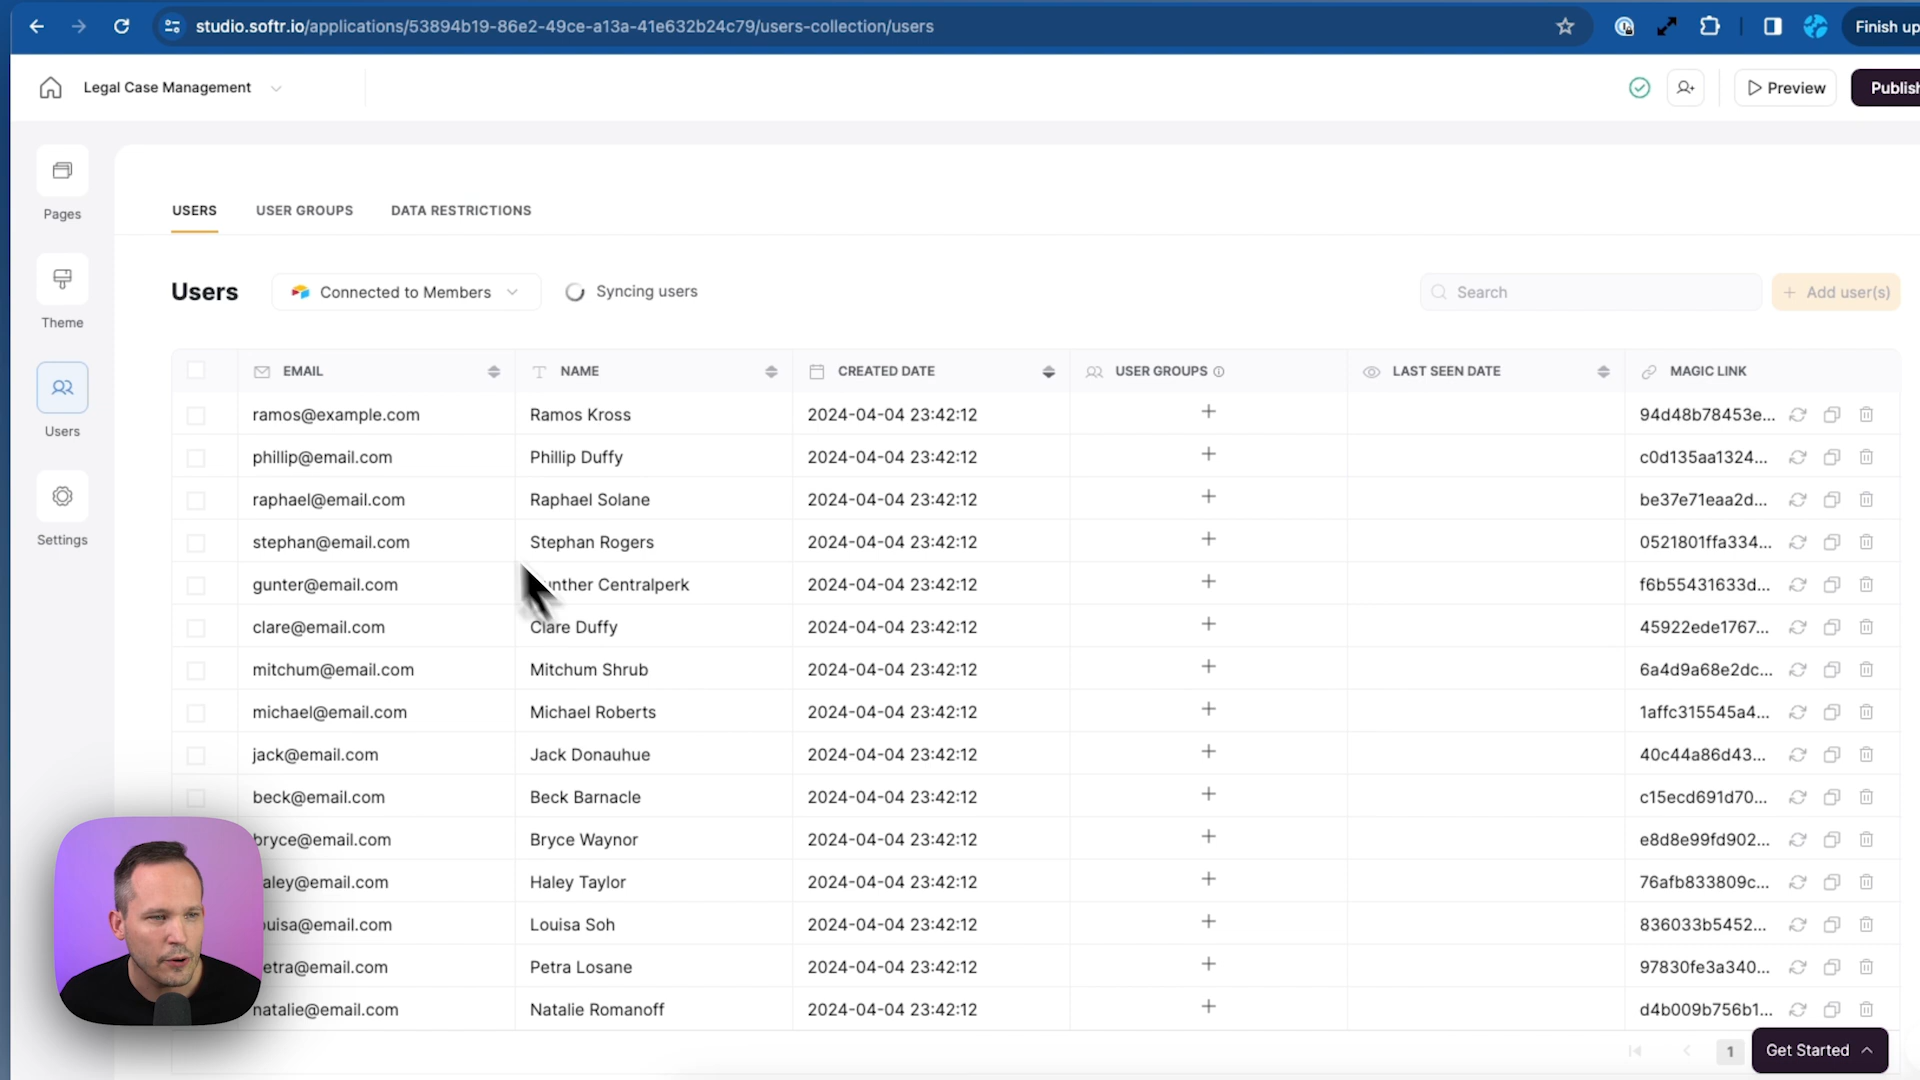 studio.softr.io/applications/53894b19-86e2-49ce-a13a-41e632b24c79/users-collection/users
Finish up
Legal Case Management
Preview
Publish
Pages
Theme
Users
Settings
USERS USER GROUPS DATA RESTRICTIONS
Users Connected to Members Syncing users Search + Add user(s)
EMAIL NAME CREATED DATE USER GROUPS LAST SEEN DATE MAGIC LINK
ramos@example.com Ramos Kross 2024-04-04 23:42:12 + 94d48b78453e...
phillip@email.com Phillip Duffy 2024-04-04 23:42:12 + c0d135aa1324...
raphael@email.com Raphael Solane 2024-04-04 23:42:12 + be37e71eaa2d...
stephan@email.com Stephan Rogers 2024-04-04 23:42:12 + 0521801ffa334...
gunter@email.com unther Centralperk 2024-04-04 23:42:12 + f6b55431633d...
clare@email.com Clare Duffy 2024-04-04 23:42:12 + 45922ede1767...
mitchum@email.com Mitchum Shrub 2024-04-04 23:42:12 + 6a4d9a68e2dc...
michael@email.com Michael Roberts 2024-04-04 23:42:12 + 1affc315545a4...
jack@email.com Jack Donauhue 2024-04-04 23:42:12 + 40c44a86d43...
beck@email.com Beck Barnacle 2024-04-04 23:42:12 + c15ecd691d70...
bryce@email.com Bryce Waynor 2024-04-04 23:42:12 + e8d8e99fd902...
aley@email.com Haley Taylor 2024-04-04 23:42:12 + 76afb833809c...
ouisa@email.com Louisa Soh 2024-04-04 23:42:12 + 836033b5452...
etra@email.com Petra Losane 2024-04-04 23:42:12 + 97830fe3a340...
natalie@email.com Natalie Romanoff 2024-04-04 23:42:12 + d4b009b756b1...
1
Get Started